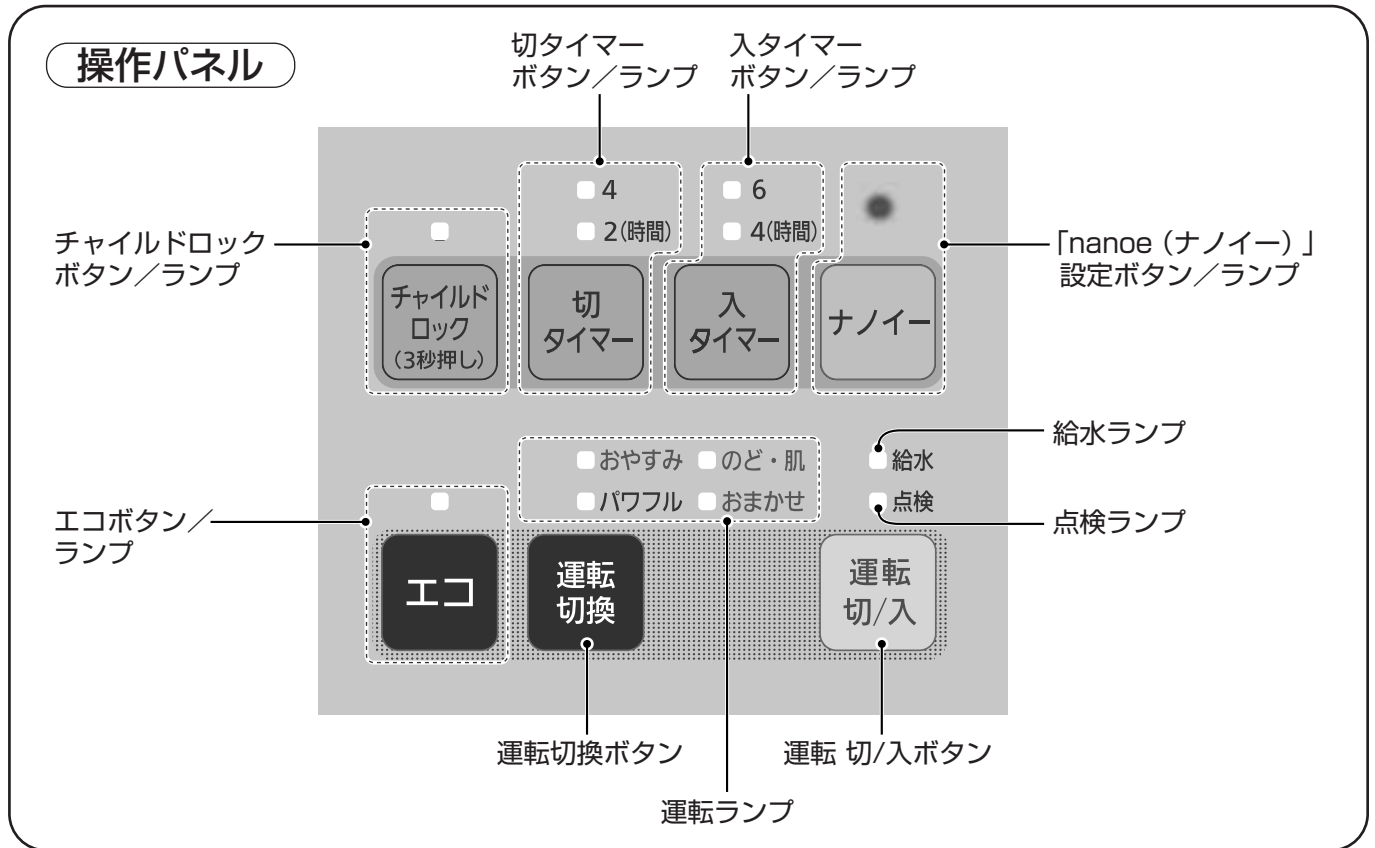 操作パネル
切タイマー
ボタン／ランプ
入タイマー
ボタン／ランプ
4
2(時間)
6
4(時間)
チャイルドロック
ボタン／ランプ
「nanoe（ナノイー）」
設定ボタン／ランプ
チャイルド
ロック
(3秒押し)
切
タイマー
入
タイマー
ナノイー
おやすみ のど・肌
給水
給水ランプ
パワフル おまかせ
点検
点検ランプ
エコボタン／
ランプ
エコ
運転
切換
運転
切/入
運転切換ボタン
運転 切/入ボタン
運転ランプ